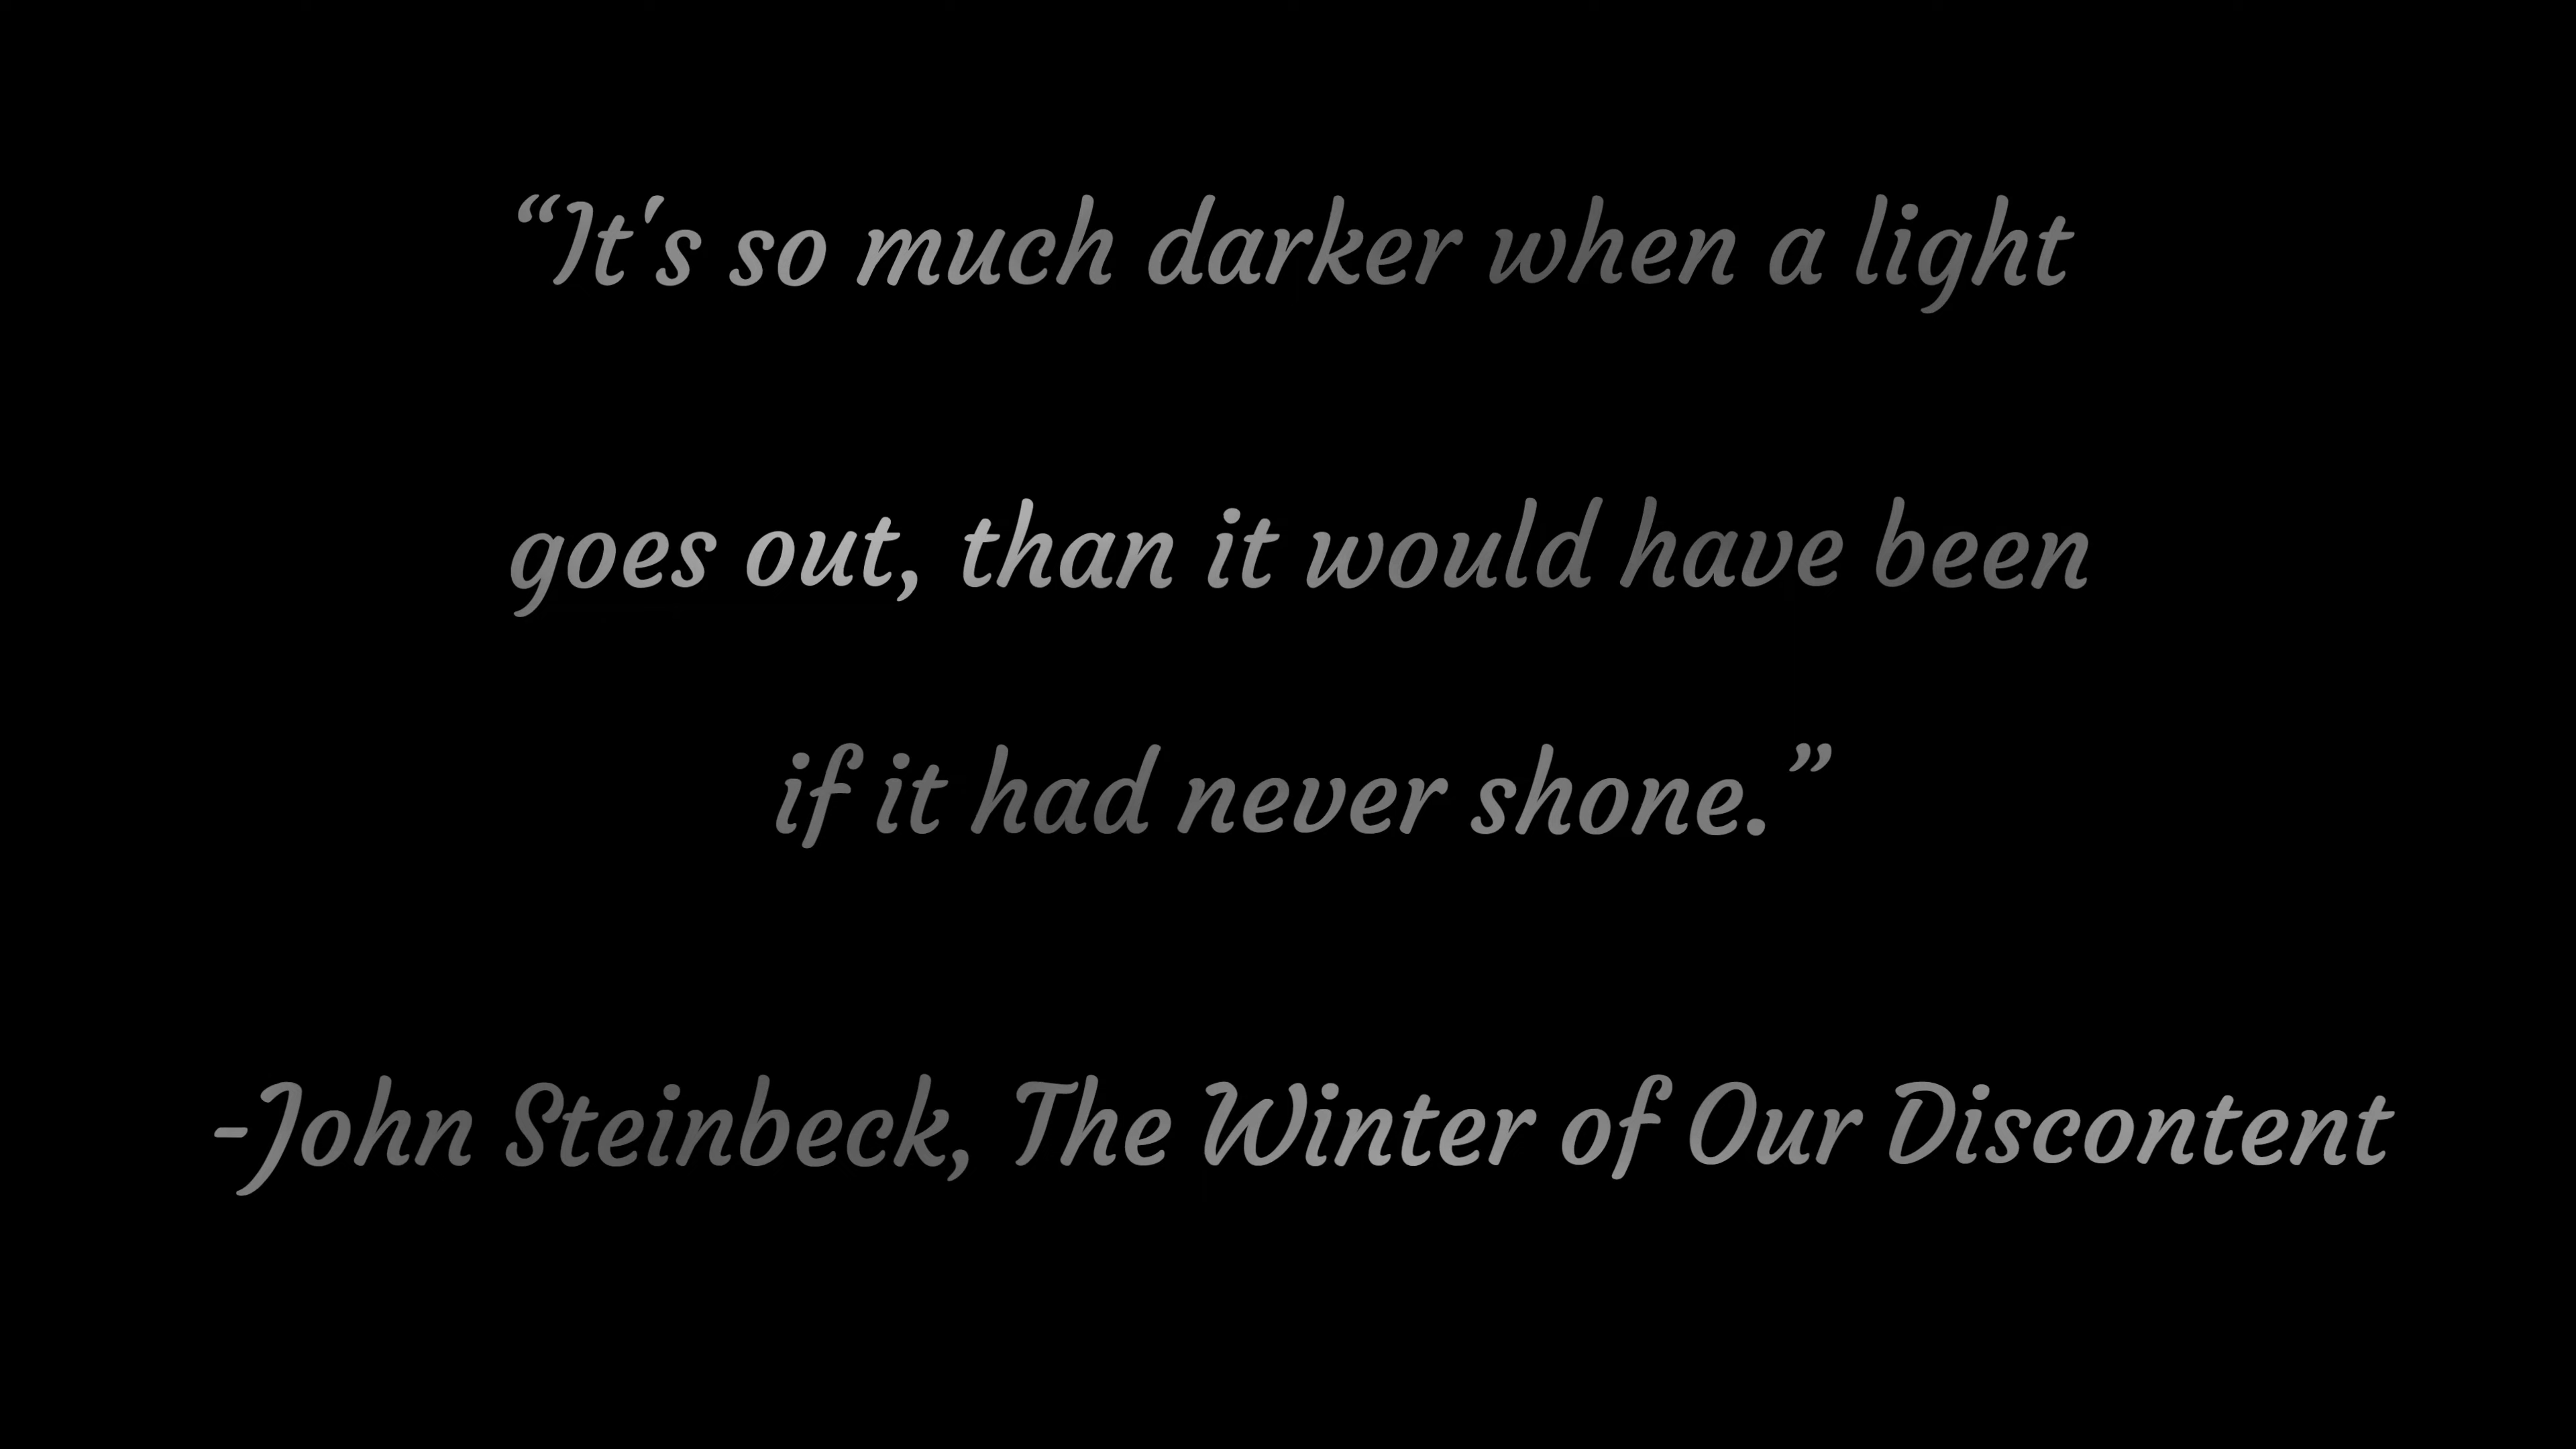 “It's so much darker when a light
goes out, than it would have been
if it had never shone.”
-John Steinbeck, The Winter of Our Discontent